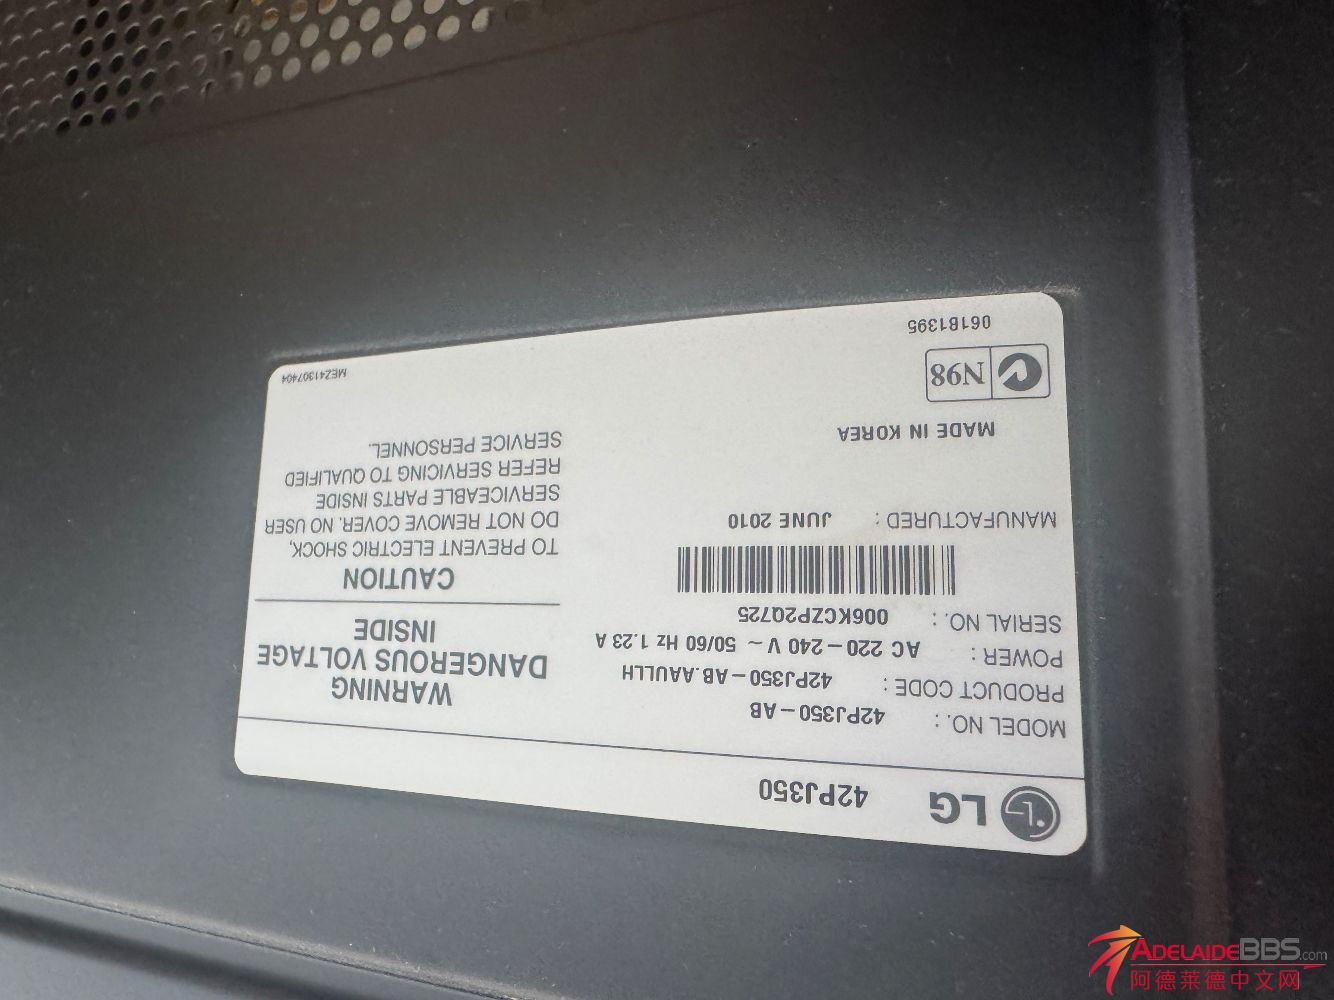 LG 42PJ350
MODEL NO. : 42PJ350-AB
PRODUCT CODE : 42PJ350-AB.AAULLH
POWER : AC 220-240 V ~ 50/60 Hz 1.23 A
SERIAL NO. : 006KCZP2Q725
MANUFACTURED : JUNE 2010
MADE IN KOREA
N98
061B1395
WARNING
DANGEROUS VOLTAGE
INSIDE
CAUTION
TO PREVENT ELECTRIC SHOCK,
DO NOT REMOVE COVER. NO USER
SERVICEABLE PARTS INSIDE
REFER SERVICING TO QUALIFIED
SERVICE PERSONNEL.
MEZ41307404
ADELAIDEBBS.com
阿德莱德中文网